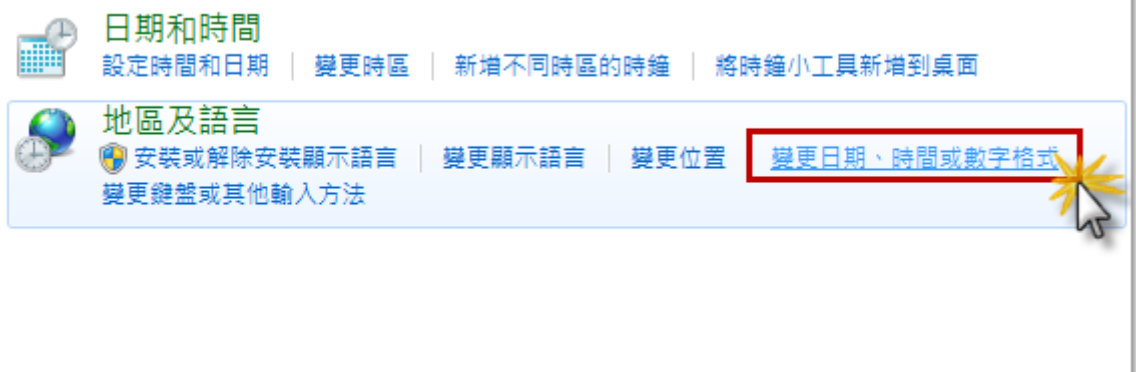 日期和時間
設定時間和日期 | 變更時區 | 新增不同時區的時鐘 | 將時鐘小工具新增到桌面
地區及語言
安裝或解除安裝顯示語言 | 變更顯示語言 | 變更位置 | 變更日期、時間或數字格式
變更鍵盤或其他輸入方法